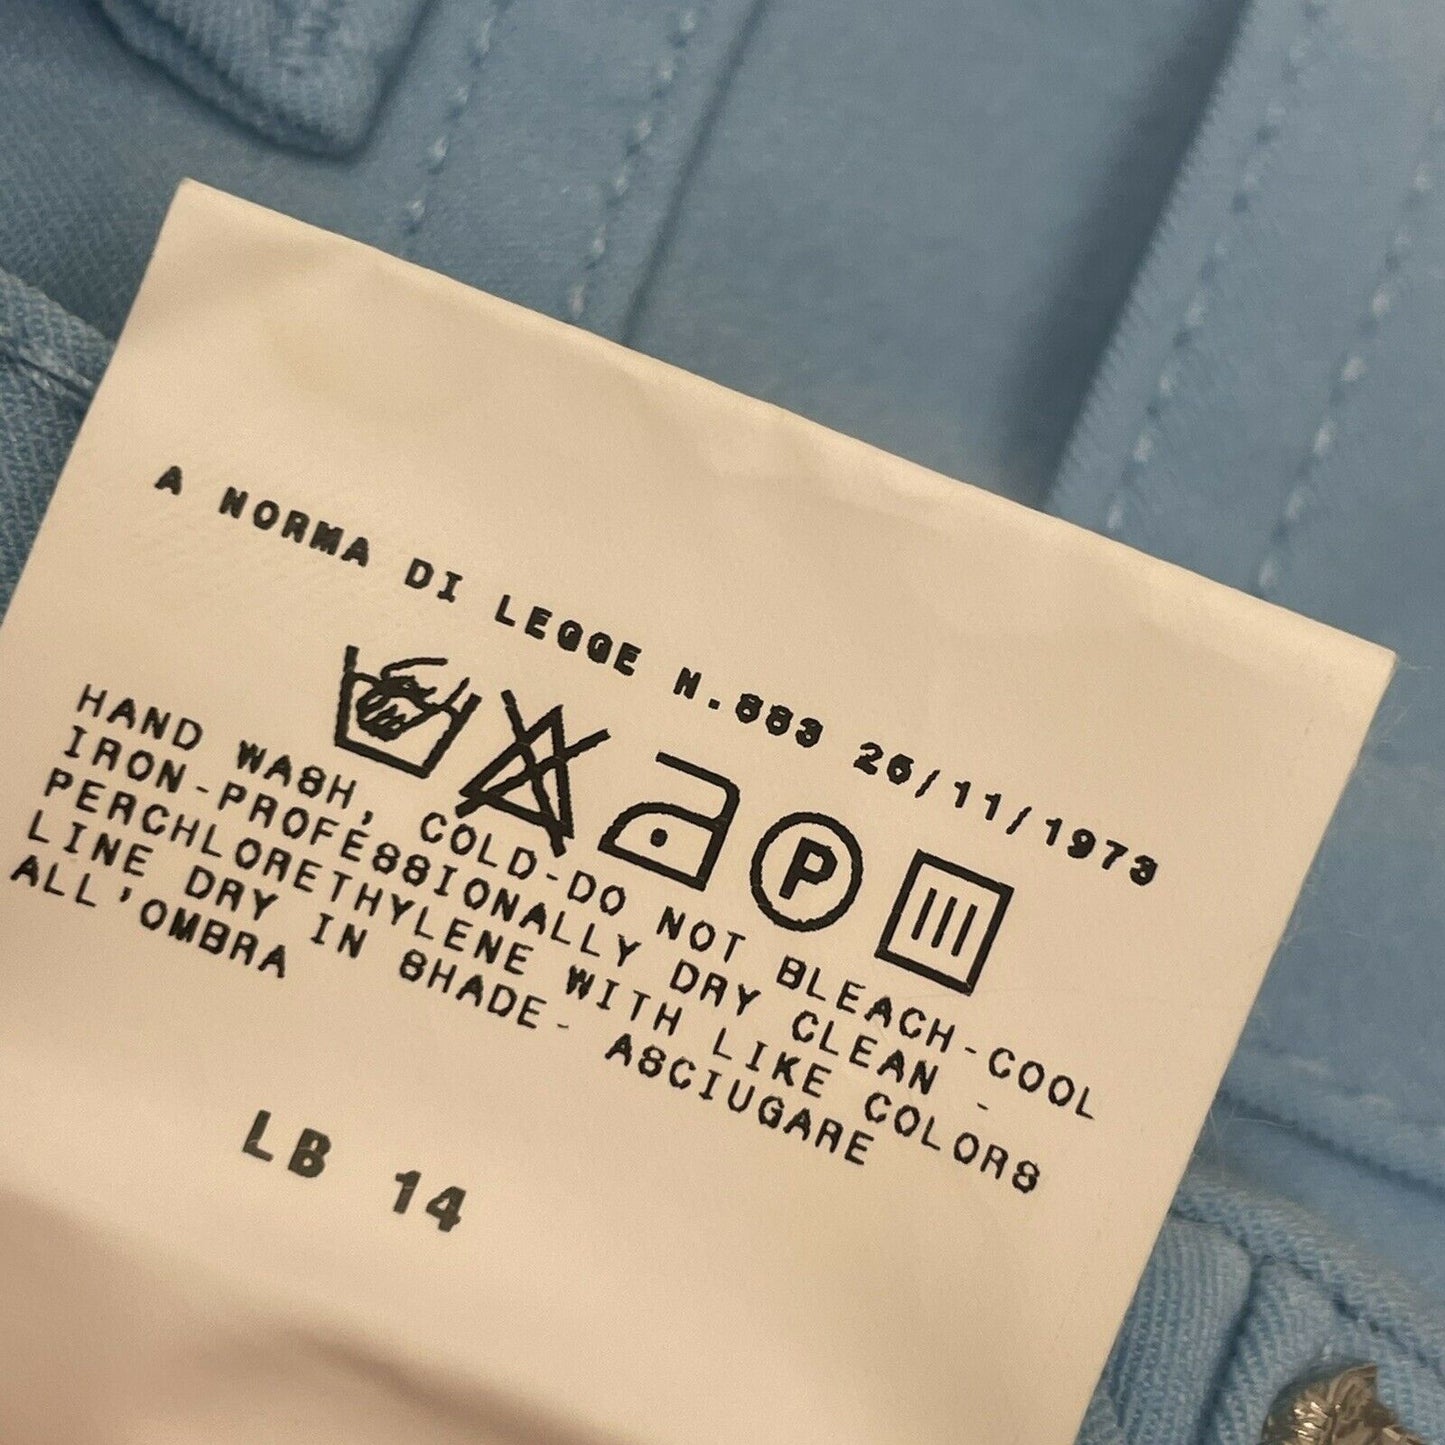 A NORMA DI LEGGE N.883 26/11/1973
P
HAND WASH, COLD-DO NOT BLEACH-COOL
IRON-PROFESSIONALLY DRY CLEAN -
PERCHLORETHYLENE WITH LIKE COLORS
LINE DRY IN SHADE- ASCIUGARE
ALL'OMBRA
LB 14